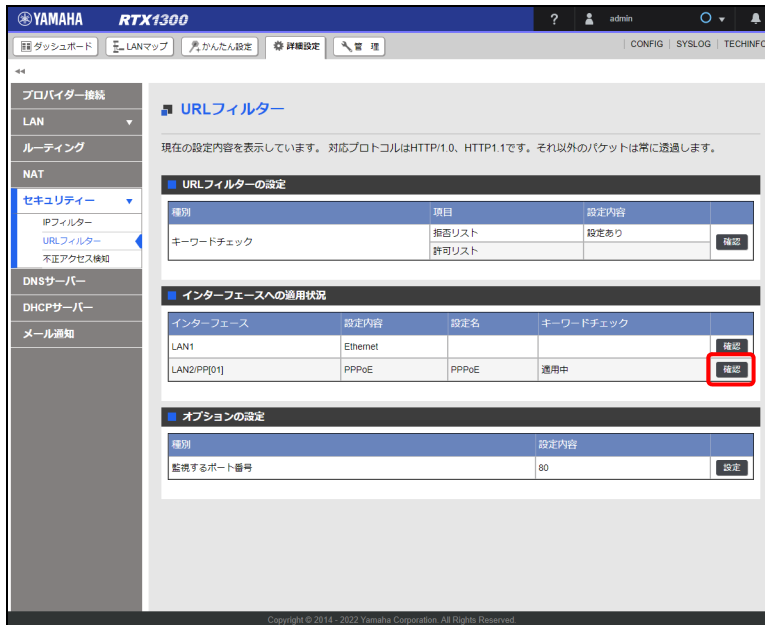 YAMAHA RTX1300 ? admin
ダッシュボード LANマップ かんたん設定 詳細設定 管 理 CONFIG SYSLOG TECHINFO
プロバイダー接続
LAN
ルーティング
NAT
セキュリティー
IPフィルター
URLフィルター
不正アクセス検知
DNSサーバー
DHCPサーバー
メール通知
URLフィルター
現在の設定内容を表示しています。 対応プロトコルはHTTP/1.0、HTTP1.1です。それ以外のパケットは常に透過します。
URLフィルターの設定
種別 項目 設定内容
キーワードチェック 拒否リスト 設定あり 確認
許可リスト
インターフェースへの適用状況
インターフェース 設定内容 設定名 キーワードチェック
LAN1 Ethernet 確認
LAN2/PP[01] PPPoE PPPoE 適用中 確認
オプションの設定
種別 設定内容
監視するポート番号 80 設定
Copyright © 2014 - 2022 Yamaha Corporation. All Rights Reserved.